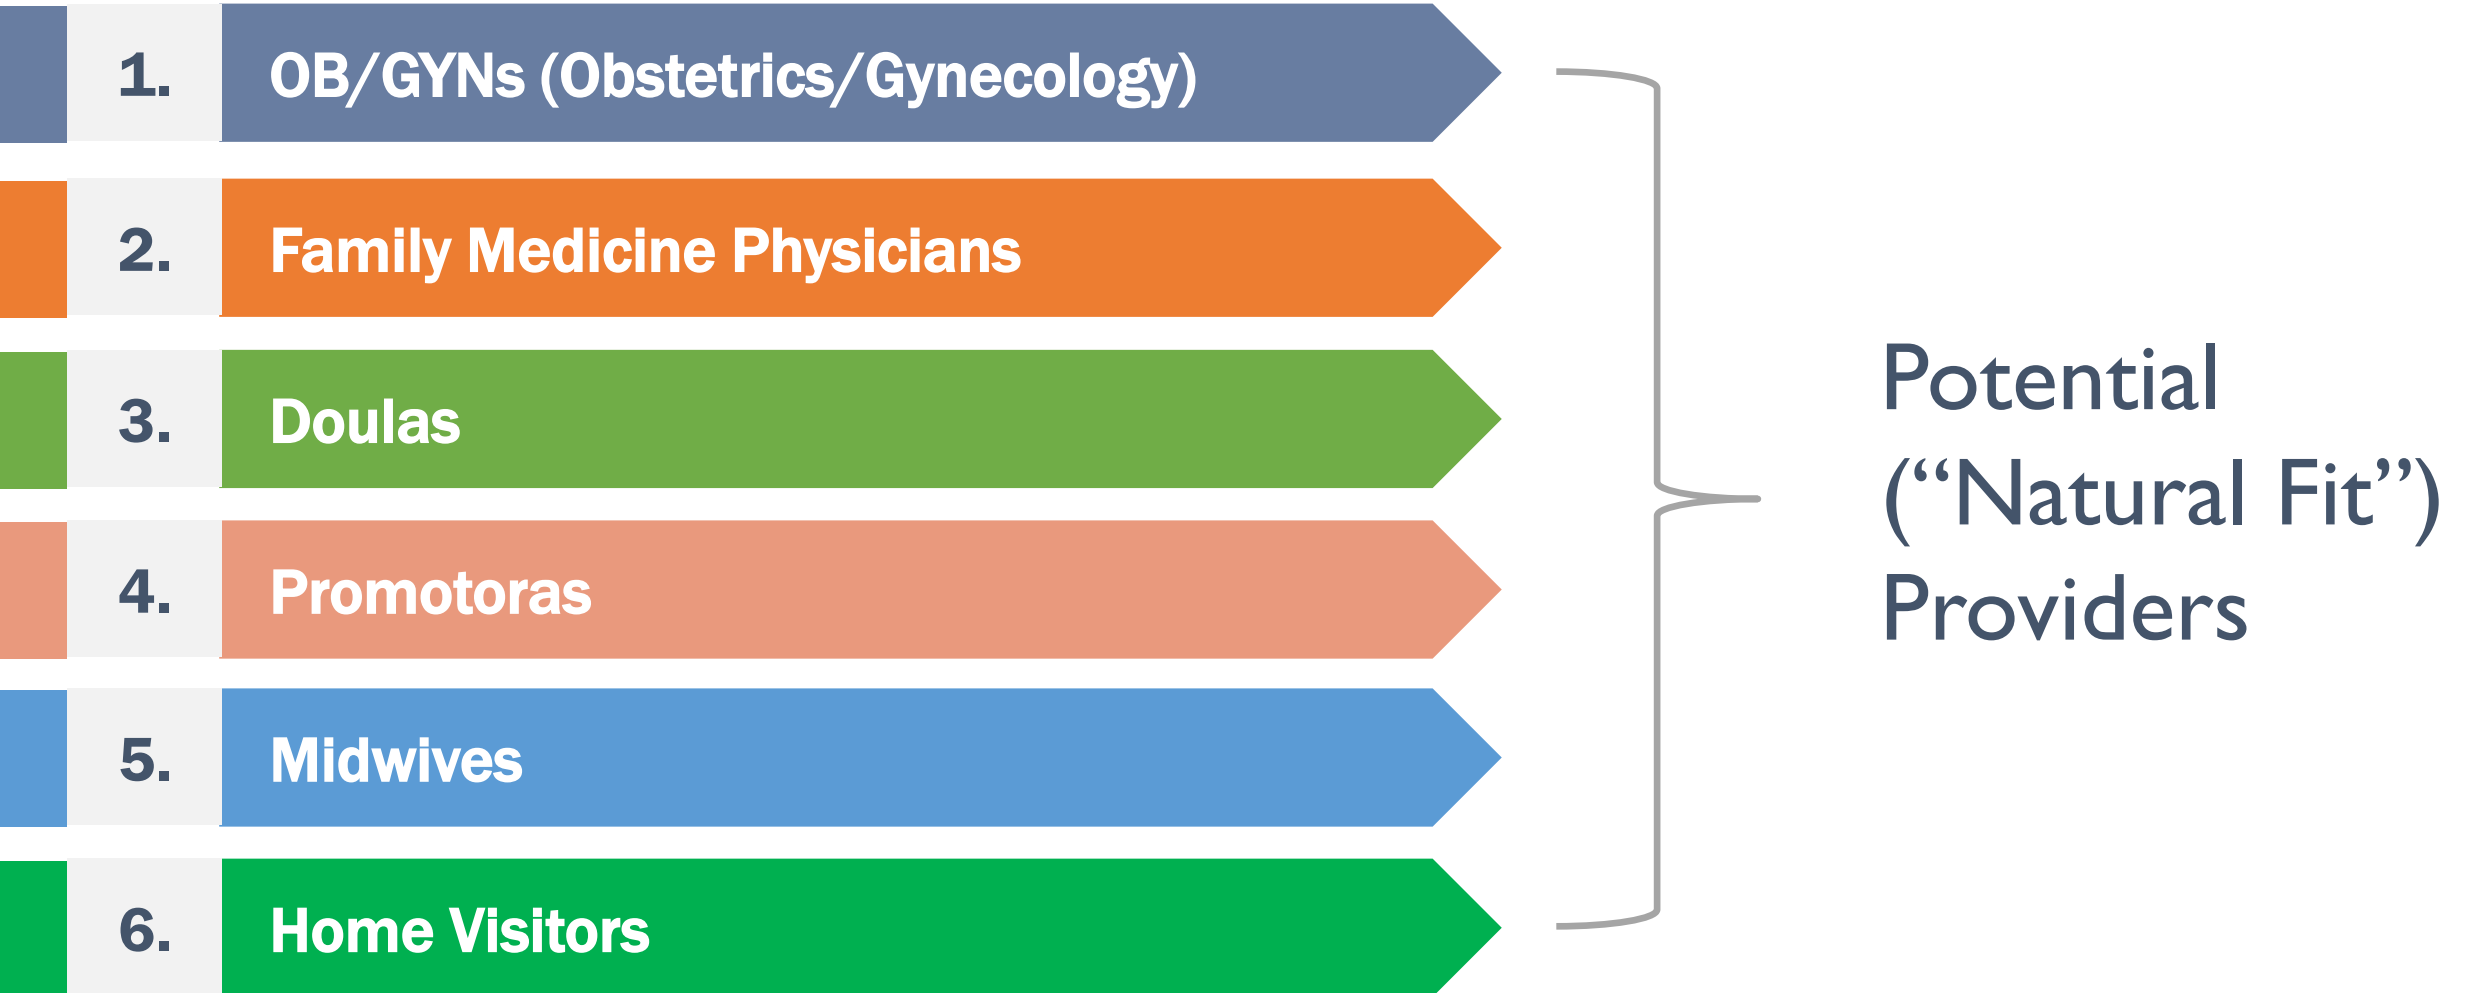 1. OB/GYNs (Obstetrics/Gynecology)
2. Family Medicine Physicians
3. Doulas
4. Promotoras
5. Midwives
6. Home Visitors
Potential
(“Natural Fit”)
Providers